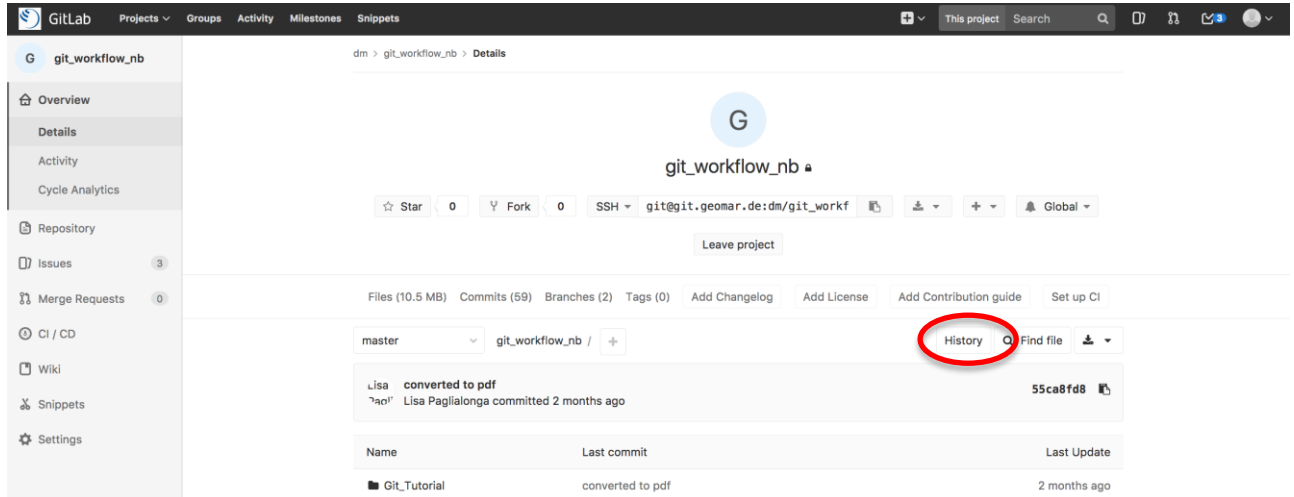 GitLab Projects Groups Activity Milestones Snippets This project Search 3
G git_workflow_nb
dm > git_workflow_nb > Details
Overview
Details
Activity
Cycle Analytics
Repository
Issues 3
Merge Requests 0
CI / CD
Wiki
Snippets
Settings
G
git_workflow_nb
Star 0 Fork 0 SSH git@git.geomar.de:dm/git_workf Global
Leave project
Files (10.5 MB) Commits (59) Branches (2) Tags (0) Add Changelog Add License Add Contribution guide Set up CI
master git_workflow_nb / + History Find file
Lisa converted to pdf 55ca8fd8
Lisa Paglialonga committed 2 months ago
Name Last commit Last Update
Git_Tutorial converted to pdf 2 months ago